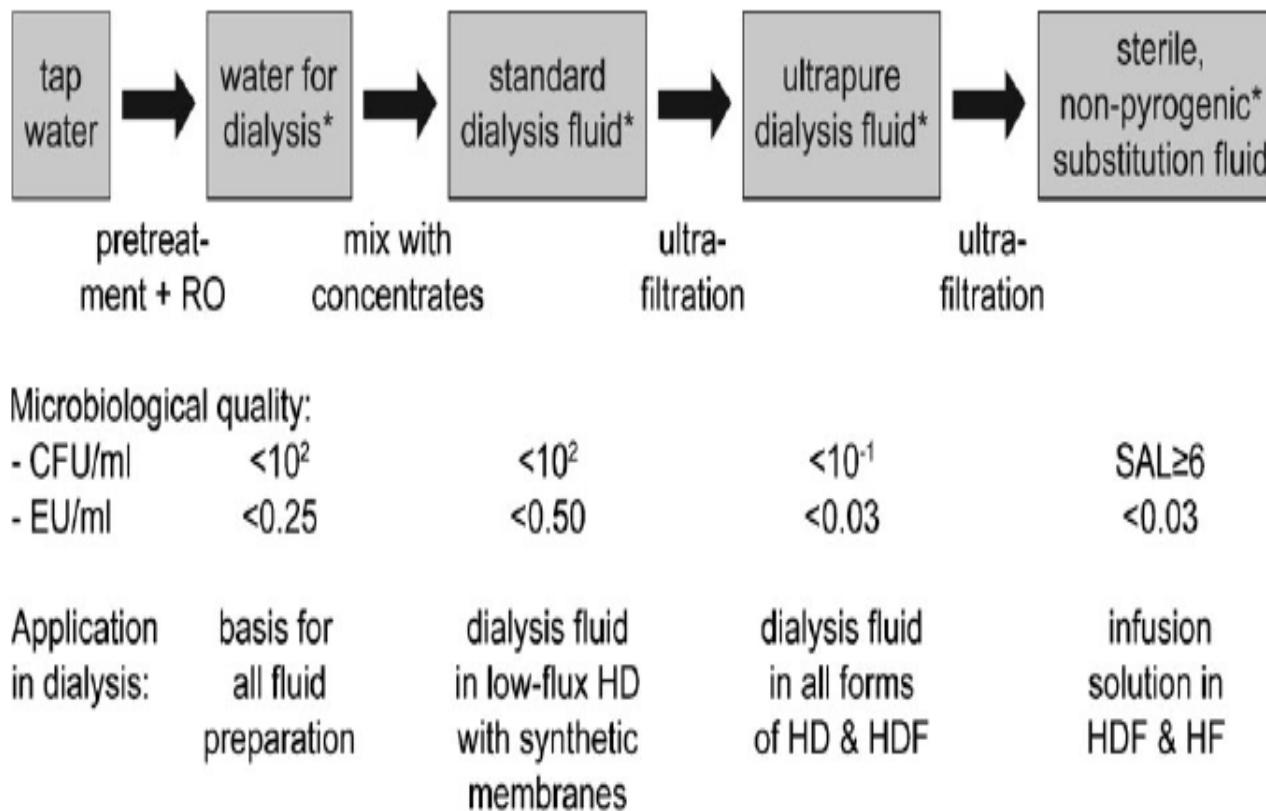 tap
water
water for
dialysis*
standard
dialysis fluid*
ultrapure
dialysis fluid*
sterile,
non-pyrogenic*
substitution fluid
pretreat-
ment + RO
mix with
concentrates
ultra-
filtration
ultra-
filtration
Microbiological quality:
- CFU/ml <10² <10² <10⁻¹ SAL≥6
- EU/ml <0.25 <0.50 <0.03 <0.03
Application
in dialysis:
basis for
all fluid
preparation
dialysis fluid
in low-flux HD
with synthetic
membranes
dialysis fluid
in all forms
of HD & HDF
infusion
solution in
HDF & HF